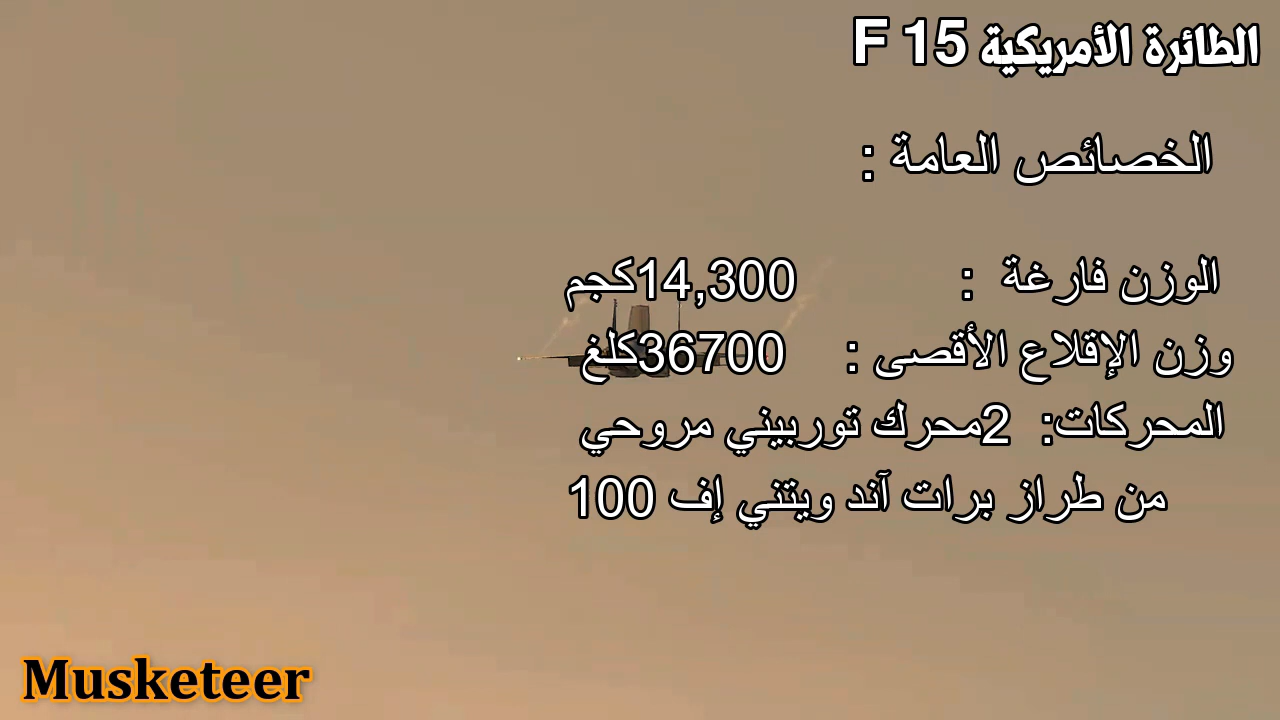 الطائرة الأمريكية F 15
الخصائص العامة :
الوزن فارغة : 14,300كجم
وزن الإقلاع الأقصى : 36700كلغ
المحركات: 2محرك توربيني مروحي
من طراز برات آند ويتني إف 100
Musketeer